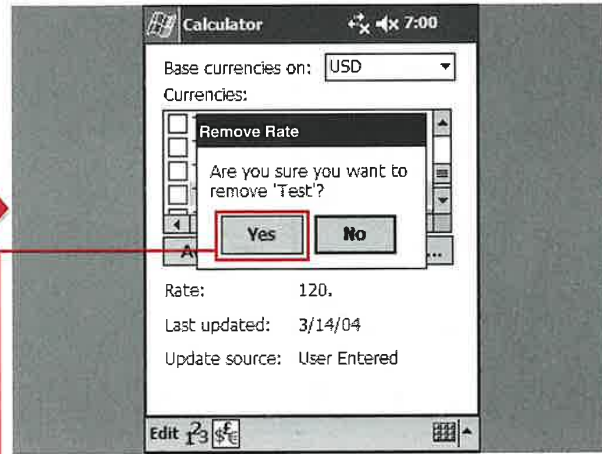 Calculator 7:00
Base currencies on: USD
Currencies:
Remove Rate
Are you sure you want to
remove 'Test'?
Yes No
A ...
Rate: 120.
Last updated: 3/14/04
Update source: User Entered
Edit 123 $£€